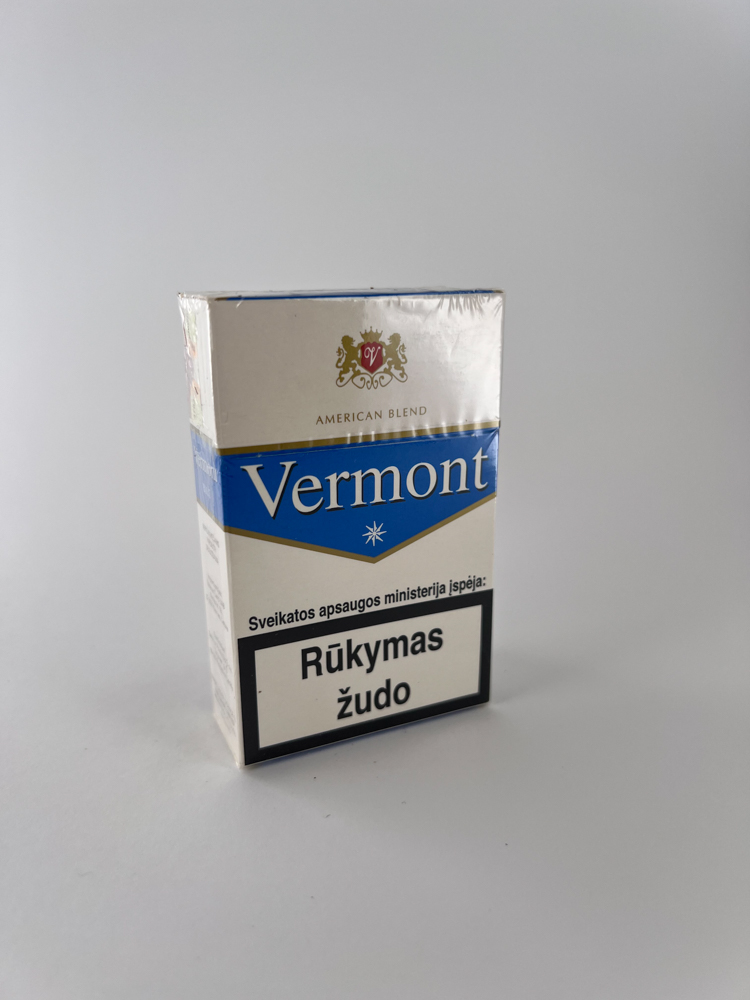 V
AMERICAN BLEND
Vermont
Sveikatos apsaugos ministerija įspėja:
Rūkymas
žudo